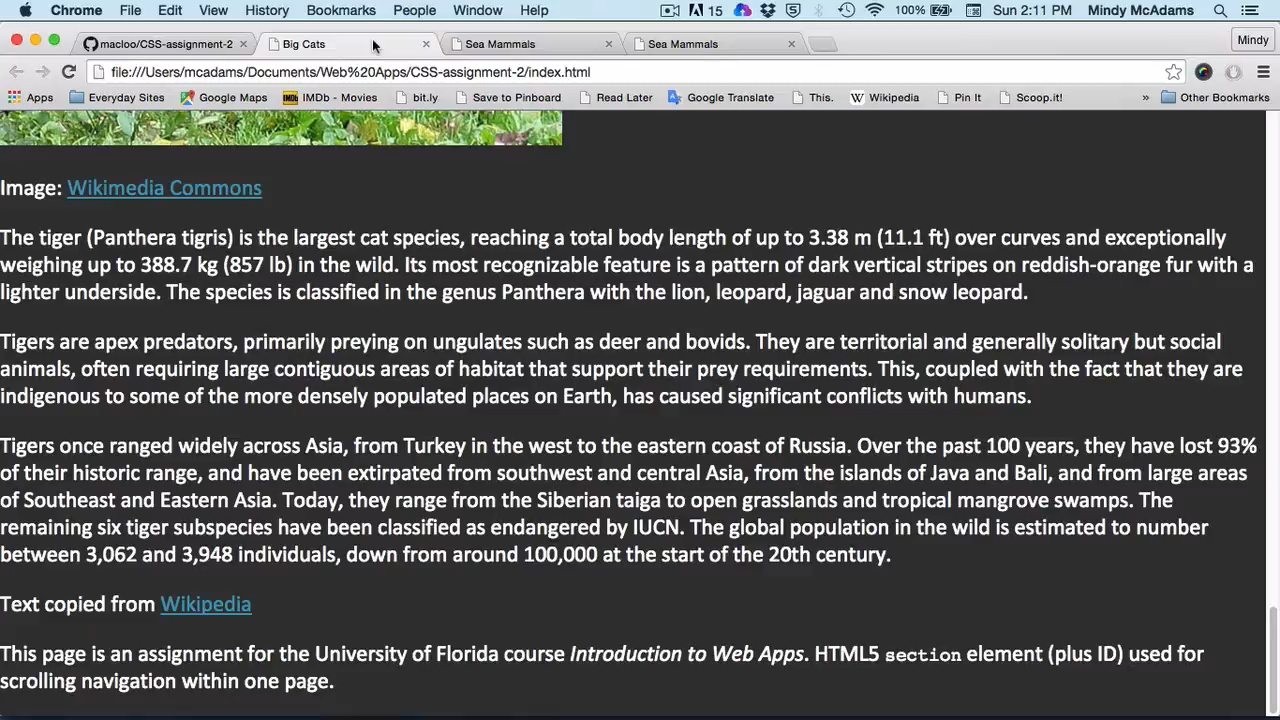 Chrome File Edit View History Bookmarks People Window Help 15 100% Sun 2:11 PM Mindy McAdams
macloo/CSS-assignment-2 Big Cats Sea Mammals Sea Mammals Mindy
file:///Users/mcadams/Documents/Web%20Apps/CSS-assignment-2/index.html
Apps Everyday Sites Google Maps IMDb IMDb - Movies bit.ly Save to Pinboard Read Later Google Translate This. W Wikipedia Pin It Scoop.it! » Other Bookmarks
Image: Wikimedia Commons
The tiger (Panthera tigris) is the largest cat species, reaching a total body length of up to 3.38 m (11.1 ft) over curves and exceptionally
weighing up to 388.7 kg (857 lb) in the wild. Its most recognizable feature is a pattern of dark vertical stripes on reddish-orange fur with a
lighter underside. The species is classified in the genus Panthera with the lion, leopard, jaguar and snow leopard.
Tigers are apex predators, primarily preying on ungulates such as deer and bovids. They are territorial and generally solitary but social
animals, often requiring large contiguous areas of habitat that support their prey requirements. This, coupled with the fact that they are
indigenous to some of the more densely populated places on Earth, has caused significant conflicts with humans.
Tigers once ranged widely across Asia, from Turkey in the west to the eastern coast of Russia. Over the past 100 years, they have lost 93%
of their historic range, and have been extirpated from southwest and central Asia, from the islands of Java and Bali, and from large areas
of Southeast and Eastern Asia. Today, they range from the Siberian taiga to open grasslands and tropical mangrove swamps. The
remaining six tiger subspecies have been classified as endangered by IUCN. The global population in the wild is estimated to number
between 3,062 and 3,948 individuals, down from around 100,000 at the start of the 20th century.
Text copied from Wikipedia
This page is an assignment for the University of Florida course Introduction to Web Apps. HTML5 section element (plus ID) used for
scrolling navigation within one page.